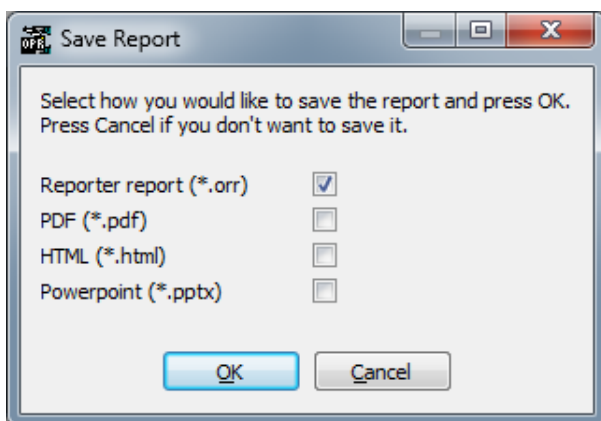 OPR
Save Report
Select how you would like to save the report and press OK.
Press Cancel if you don't want to save it.
Reporter report (*.orr)
PDF (*.pdf)
HTML (*.html)
Powerpoint (*.pptx)
OK
Cancel